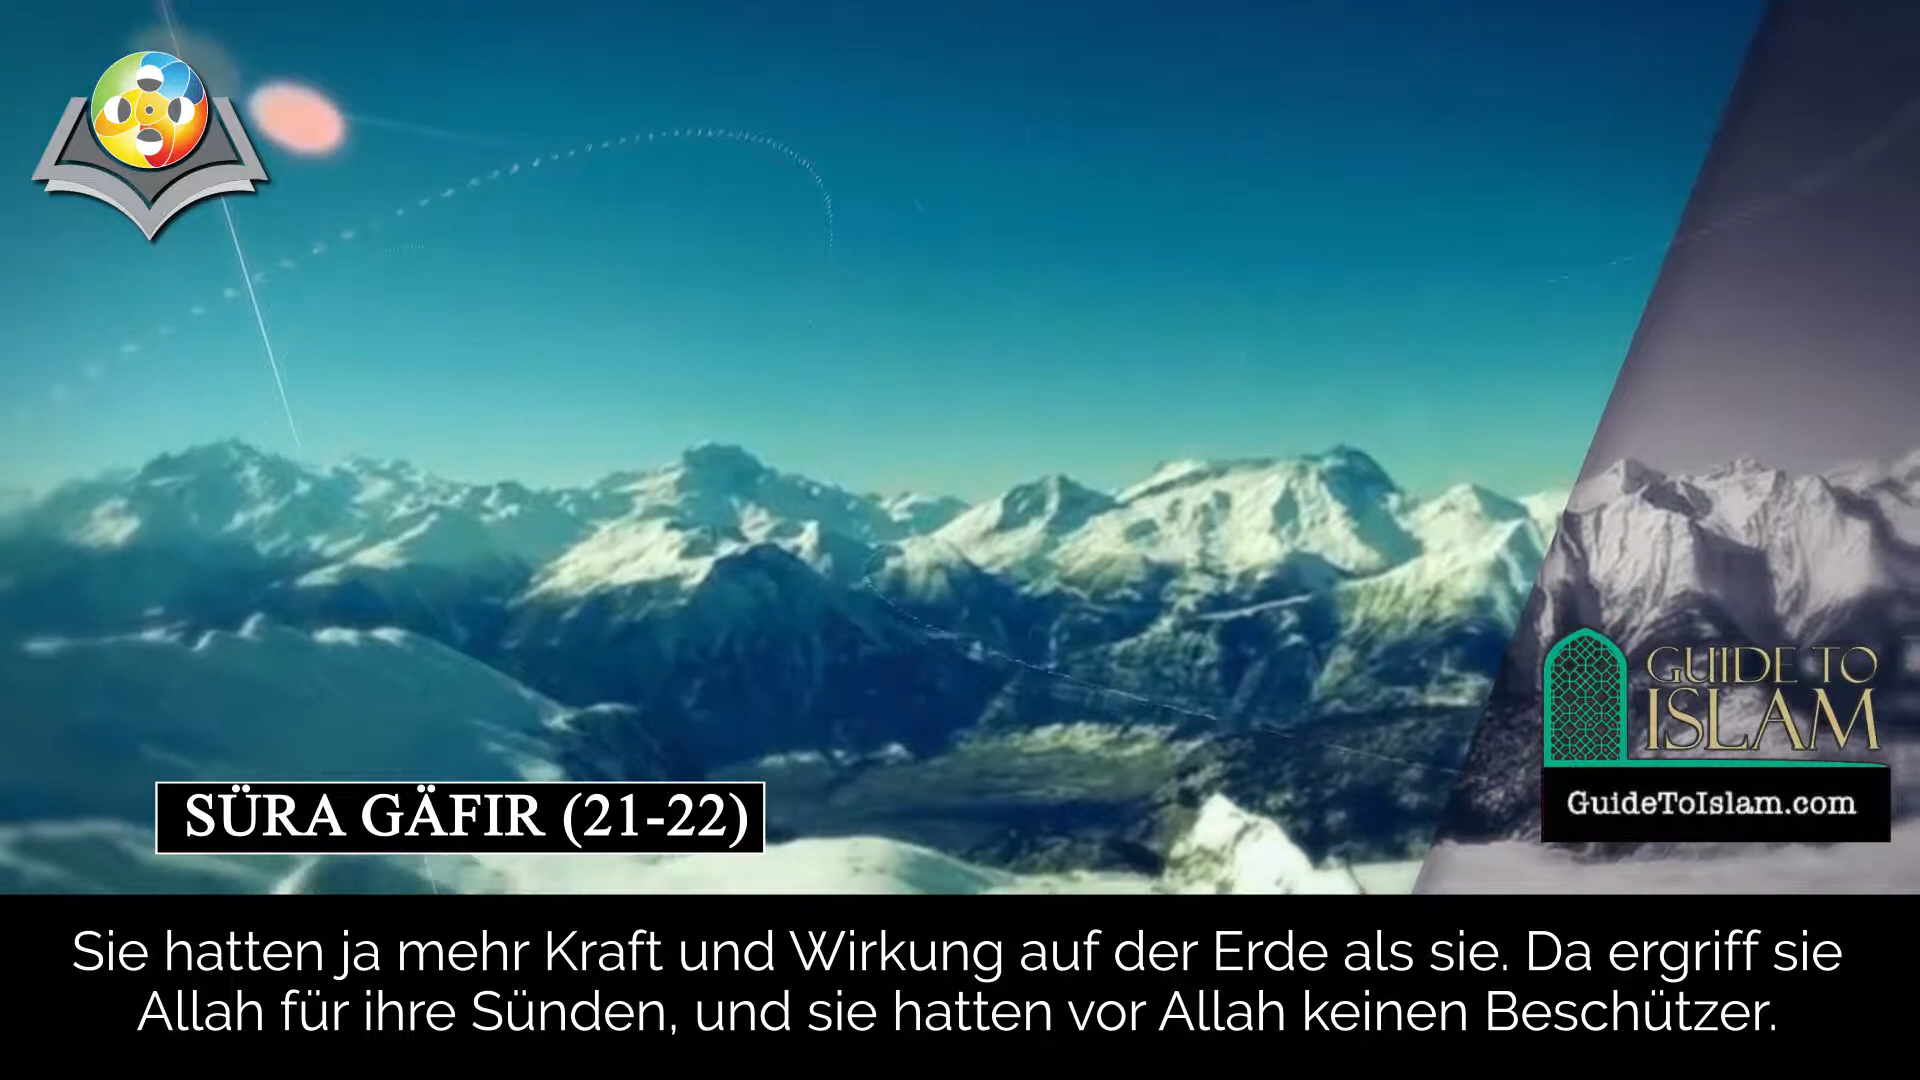 GUIDE TO
ISLAM
GuideToIslam.com
SÜRA GÄFIR (21-22)
Sie hatten ja mehr Kraft und Wirkung auf der Erde als sie. Da ergriff sie
Allah für ihre Sünden, und sie hatten vor Allah keinen Beschützer.